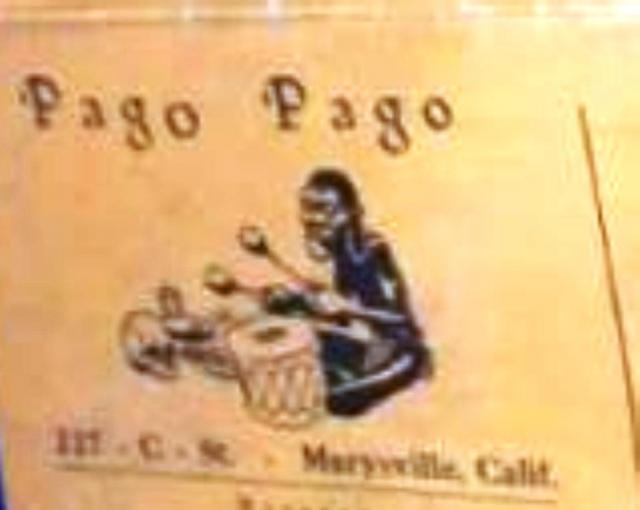 Pago Pago
- C - St. - Marysville, Calif.